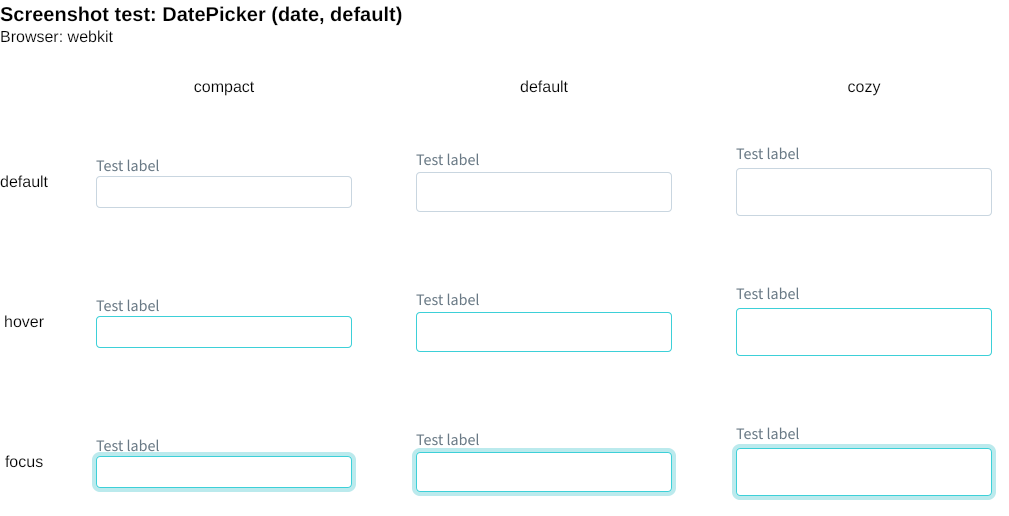 Screenshot test: DatePicker (date, default)
Browser: webkit
compact default cozy
Test label Test label Test label
default
Test label Test label Test label
hover
Test label Test label Test label
focus